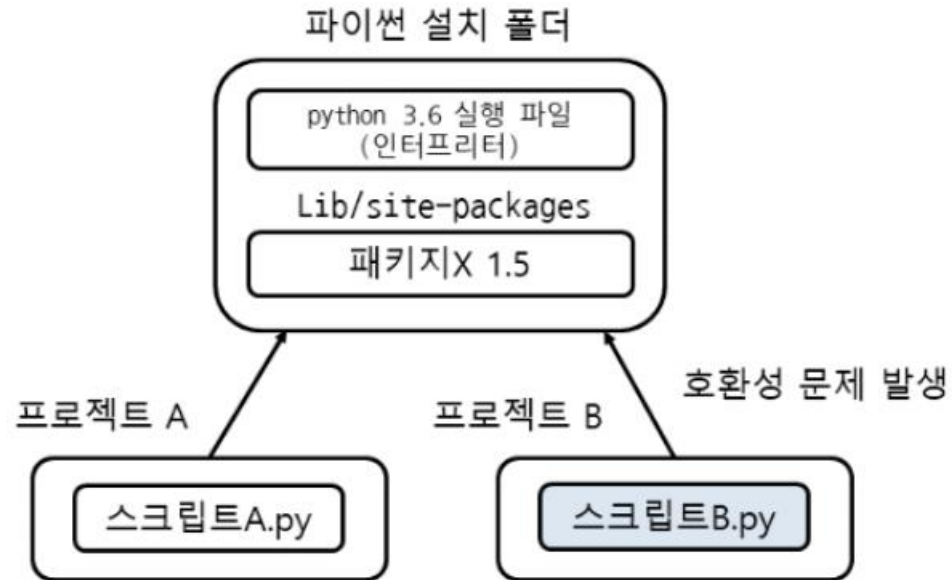 파이썬 설치 폴더
python 3.6 실행 파일
(인터프리터)
Lib/site-packages
패키지X 1.5
호환성 문제 발생
프로젝트 A
프로젝트 B
스크립트A.py
스크립트B.py